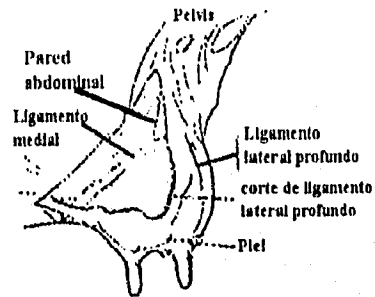 Pelvis
Pared
abdominal
Ligamento
medial
Ligamento
lateral profundo
corte de ligamento
lateral profundo
Piel